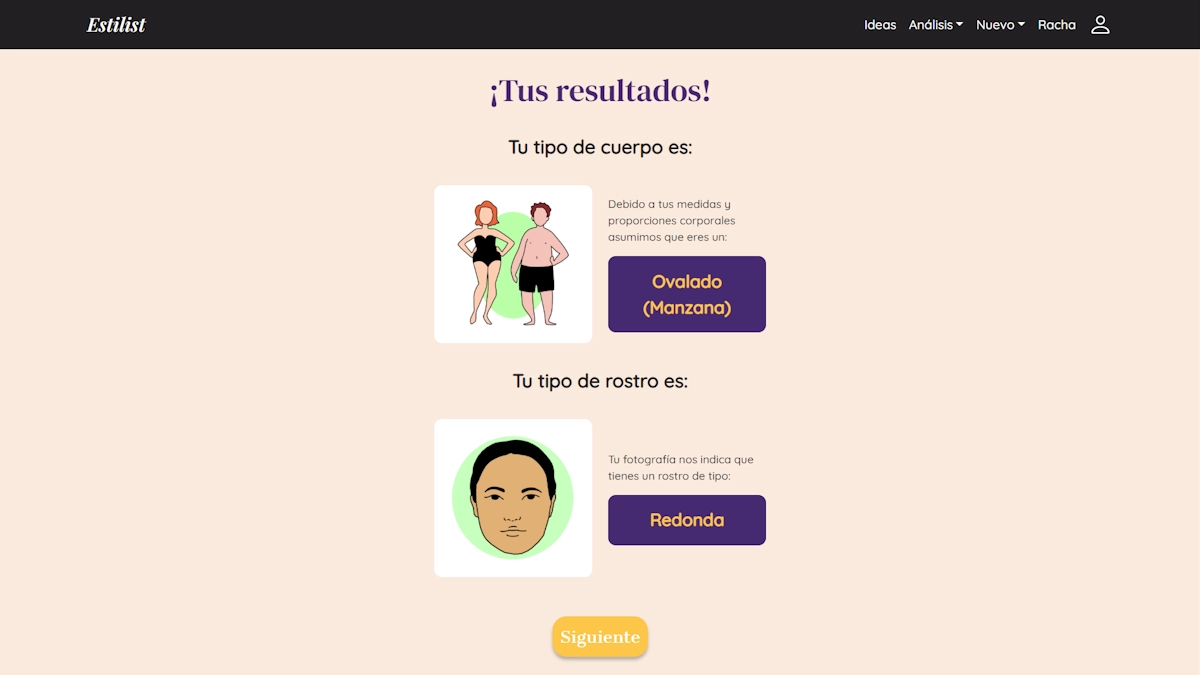 Estilist
Ideas Análisis Nuevo Racha
¡Tus resultados!
Tu tipo de cuerpo es:
Debido a tus medidas y
proporciones corporales
asumimos que eres un:
Ovalado
(Manzana)
Tu tipo de rostro es:
Tu fotografía nos indica que
tienes un rostro de tipo:
Redonda
Siguiente